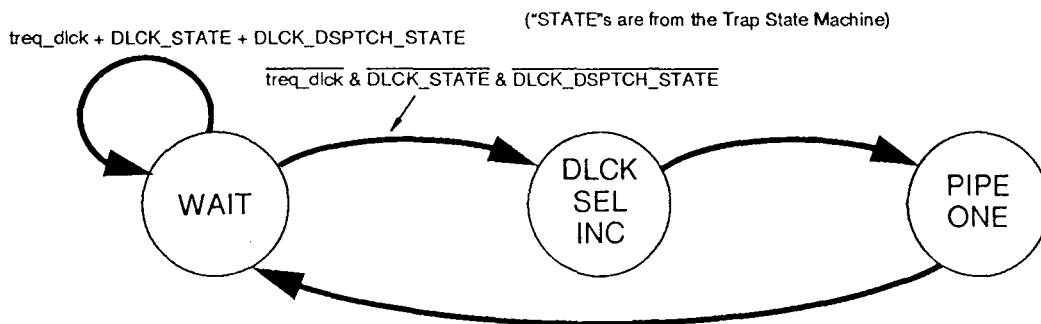 ("STATE"s are from the Trap State Machine)
treq_dlck + DLCK_STATE + DLCK_DSPTCH_STATE
treq_dlck & DLCK_STATE & DLCK_DSPTCH_STATE
WAIT
DLCK
SEL
INC
PIPE
ONE